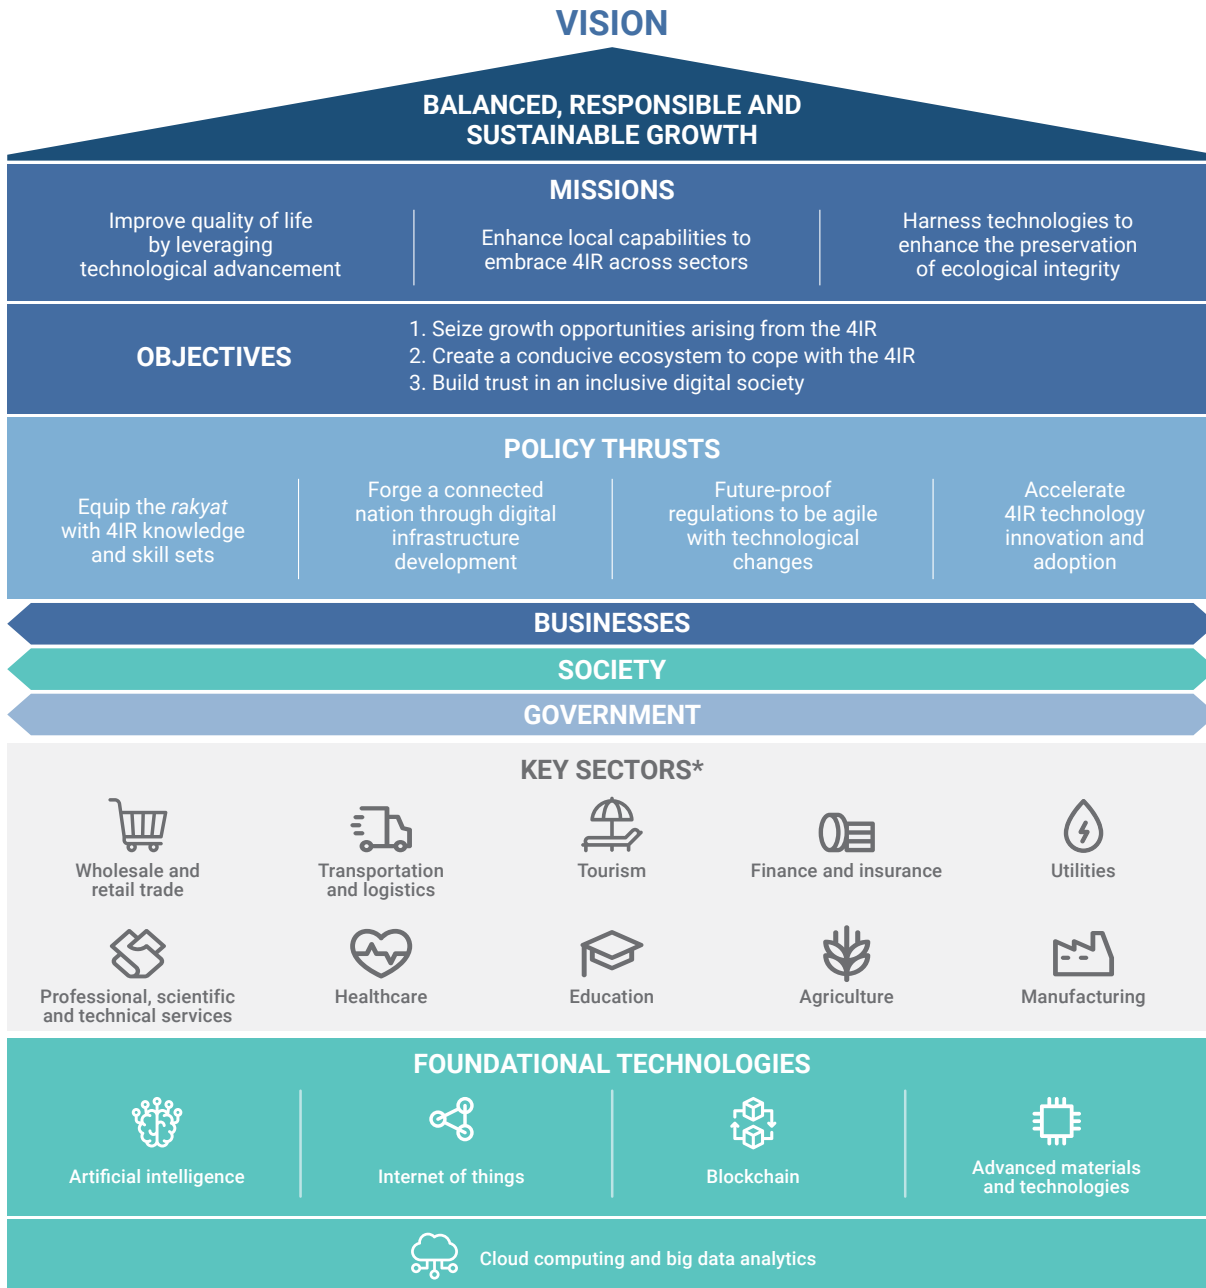 VISION
BALANCED, RESPONSIBLE AND
SUSTAINABLE GROWTH
MISSIONS
Improve quality of life
by leveraging
technological advancement
Enhance local capabilities to
embrace 4IR across sectors
Harness technologies to
enhance the preservation
of ecological integrity
OBJECTIVES
1. Seize growth opportunities arising from the 4IR
2. Create a conducive ecosystem to cope with the 4IR
3. Build trust in an inclusive digital society
POLICY THRUSTS
Equip the rakyat
with 4IR knowledge
and skill sets
Forge a connected
nation through digital
infrastructure
development
Future-proof
regulations to be agile
with technological
changes
Accelerate
4IR technology
innovation and
adoption
BUSINESSES
SOCIETY
GOVERNMENT
KEY SECTORS*
Wholesale and
retail trade
Transportation
and logistics
Tourism
Finance and insurance
Utilities
Professional, scientific
and technical services
Healthcare
Education
Agriculture
Manufacturing
FOUNDATIONAL TECHNOLOGIES
Artificial intelligence
Internet of things
Blockchain
Advanced materials
and technologies
Cloud computing and big data analytics